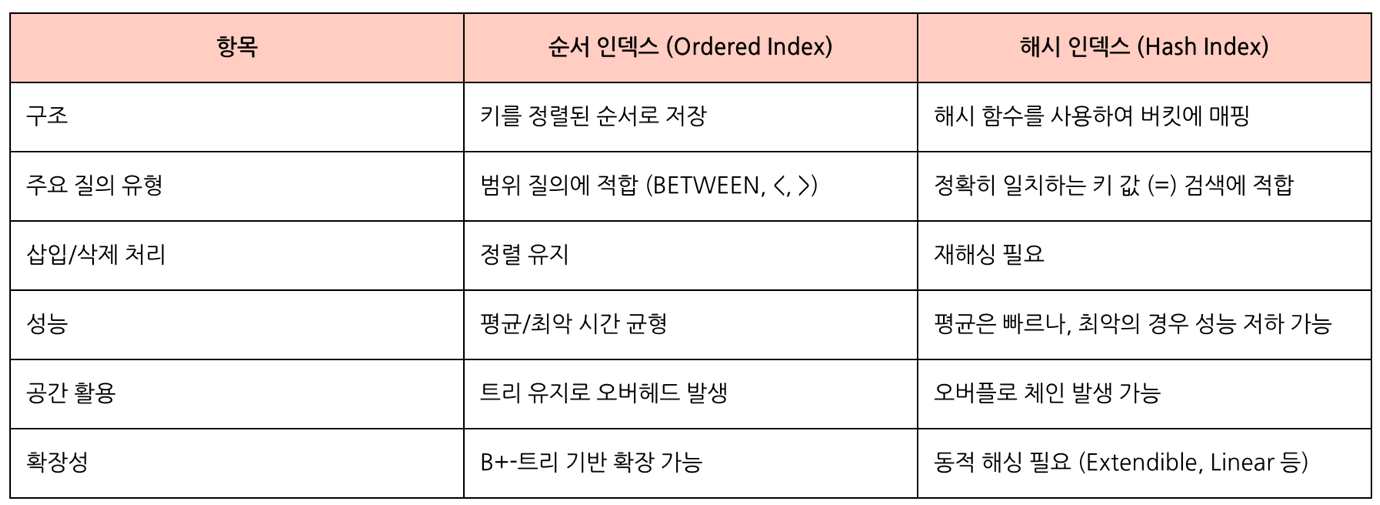 항목 순서 인덱스 (Ordered Index) 해시 인덱스 (Hash Index)
구조 키를 정렬된 순서로 저장 해시 함수를 사용하여 버킷에 매핑
주요 질의 유형 범위 질의에 적합 (BETWEEN, <, >) 정확히 일치하는 키 값 (=) 검색에 적합
삽입/삭제 처리 정렬 유지 재해싱 필요
성능 평균/최악 시간 균형 평균은 빠르나, 최악의 경우 성능 저하 가능
공간 활용 트리 유지로 오버헤드 발생 오버플로 체인 발생 가능
확장성 B+-트리 기반 확장 가능 동적 해싱 필요 (Extendible, Linear 등)